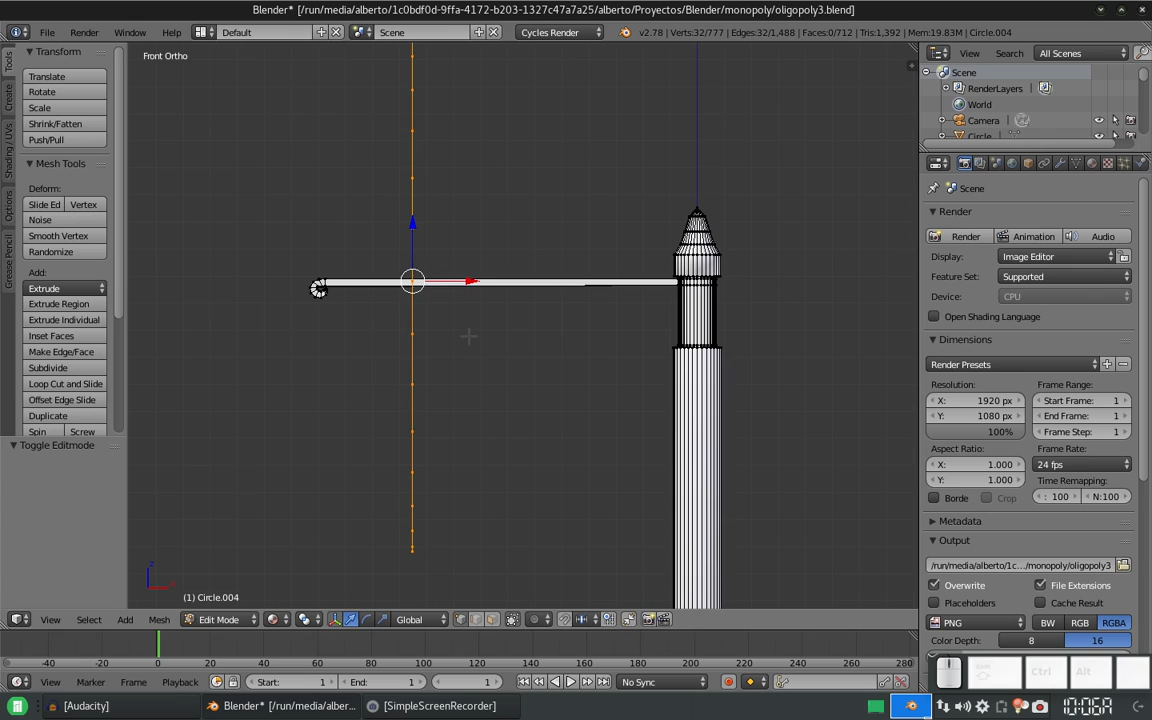 Blender* [/run/media/alberto/1c0bdf0d-9ffa-4172-b203-1327c47a7a25/alberto/Proyectos/Blender/monopoly/oligopoly3.blend]
File Render Window Help Default Scene Cycles Render v2.78 | Verts:32/777 | Edges:32/1,488 | Faces:0/712 | Tris:1,392 | Mem:19.83M | Circle.004
Tools
Create
Shading / UVs
Options
Grease Pencil
Transform
Translate
Rotate
Scale
Shrink/Fatten
Push/Pull
Mesh Tools
Deform:
Slide Ed Vertex
Noise
Smooth Vertex
Randomize
Add:
Extrude
Extrude Region
Extrude Individual
Inset Faces
Make Edge/Face
Subdivide
Loop Cut and Slide
Offset Edge Slide
Duplicate
Spin Screw
Toggle Editmode
Front Ortho
(1) Circle.004
View Select Add Mesh Edit Mode Global
View Search All Scenes
Scene
RenderLayers
World
Camera
Circle
Scene
Render
Render Animation Audio
Display: Image Editor
Feature Set: Supported
Device: CPU
Open Shading Language
Dimensions
Render Presets
Resolution: Frame Range:
X: 1920 px Start Frame: 1
Y: 1080 px End Frame: 1
100% Frame Step: 1
Aspect Ratio: Frame Rate:
X: 1.000 24 fps
Y: 1.000 Time Remapping:
Borde Crop : 100 N:100
Metadata
Output
/run/media/alberto/1c.../monopoly/oligopoly3
Overwrite File Extensions
Placeholders Cache Result
PNG BW RGB RGBA
Color Depth: 8 16
-40 -20 0 20 40 60 80 100 120 140 160 180 200 220 240 260 280
View Marker Frame Playback Start: 1 End: 1 1 No Sync
Ctrl Alt
[Audacity] Blender* [/run/media/alber... [SimpleScreenRecorder] 10:06A